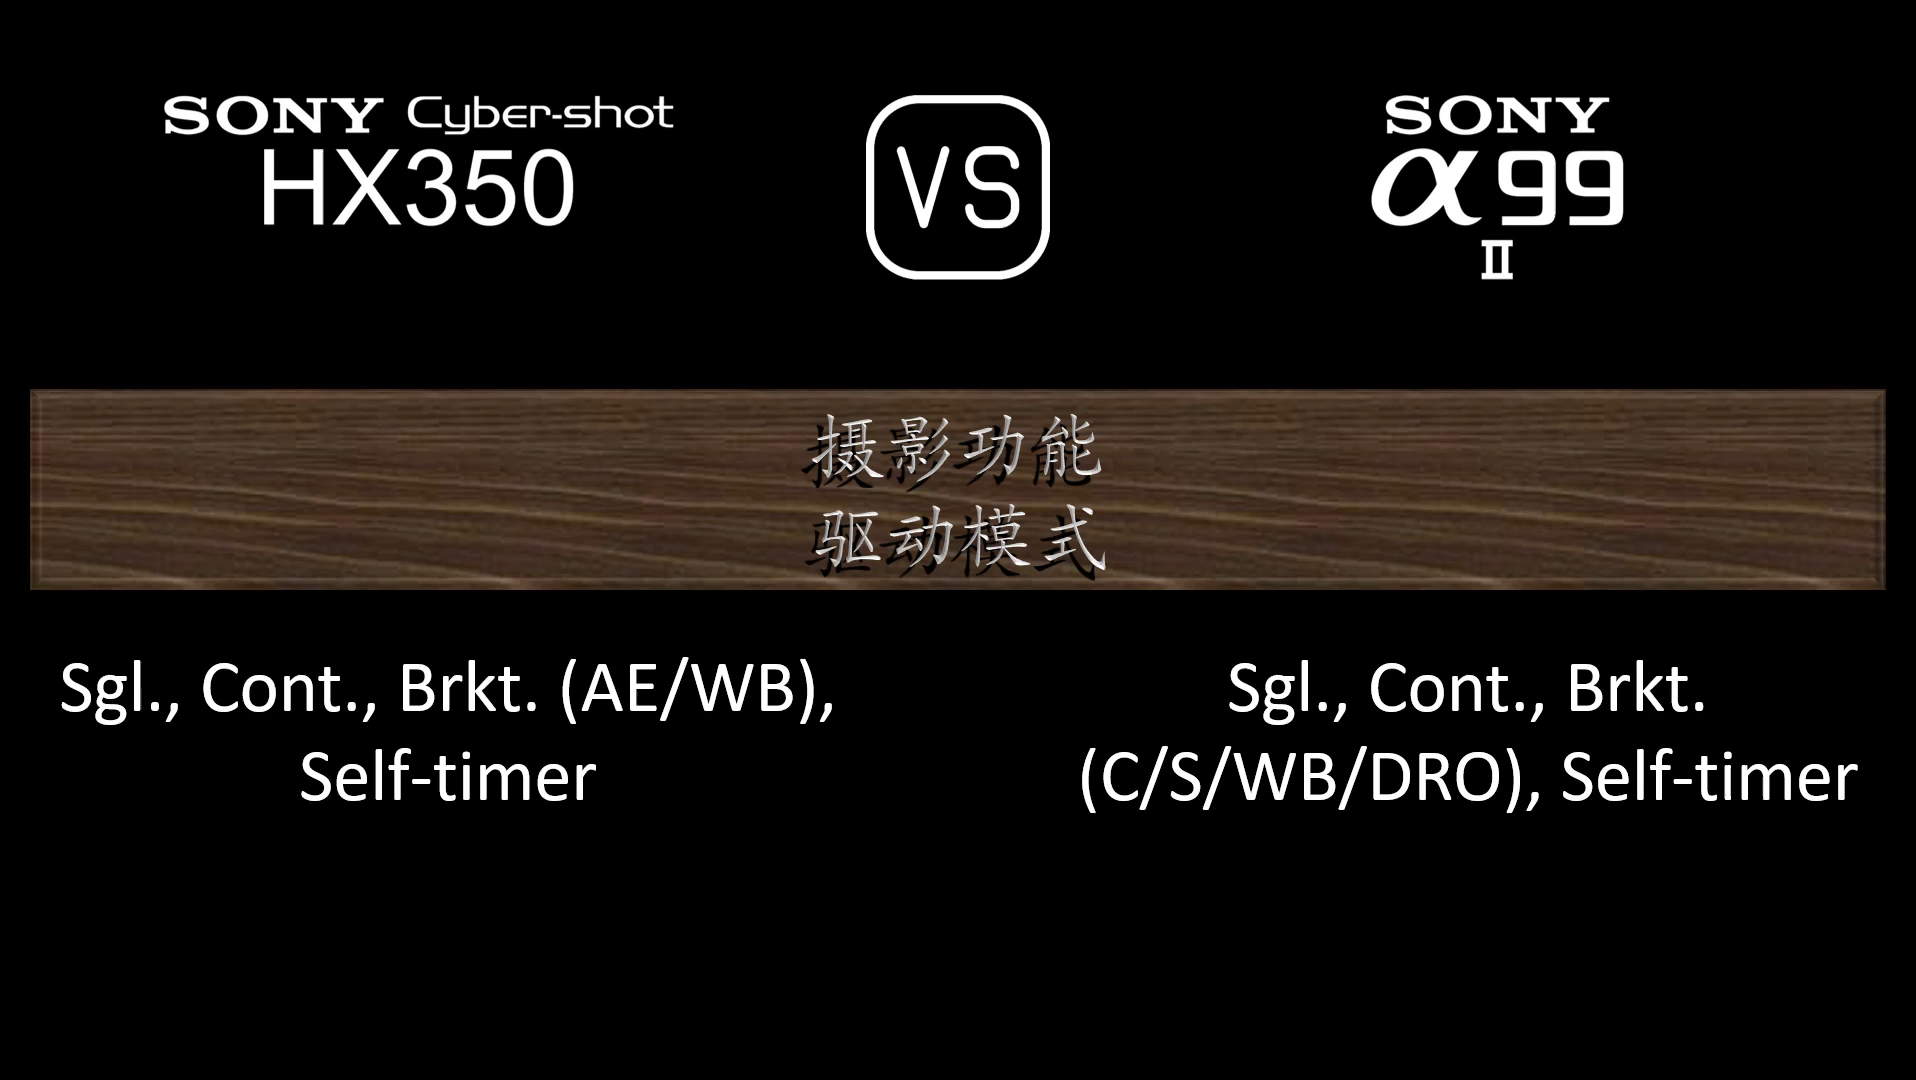 SONY Cyber-shot
HX350
VS
SONY
α99
II
摄影功能
驱动模式
Sgl., Cont., Brkt. (AE/WB),
Self-timer
Sgl., Cont., Brkt.
(C/S/WB/DRO), Self-timer